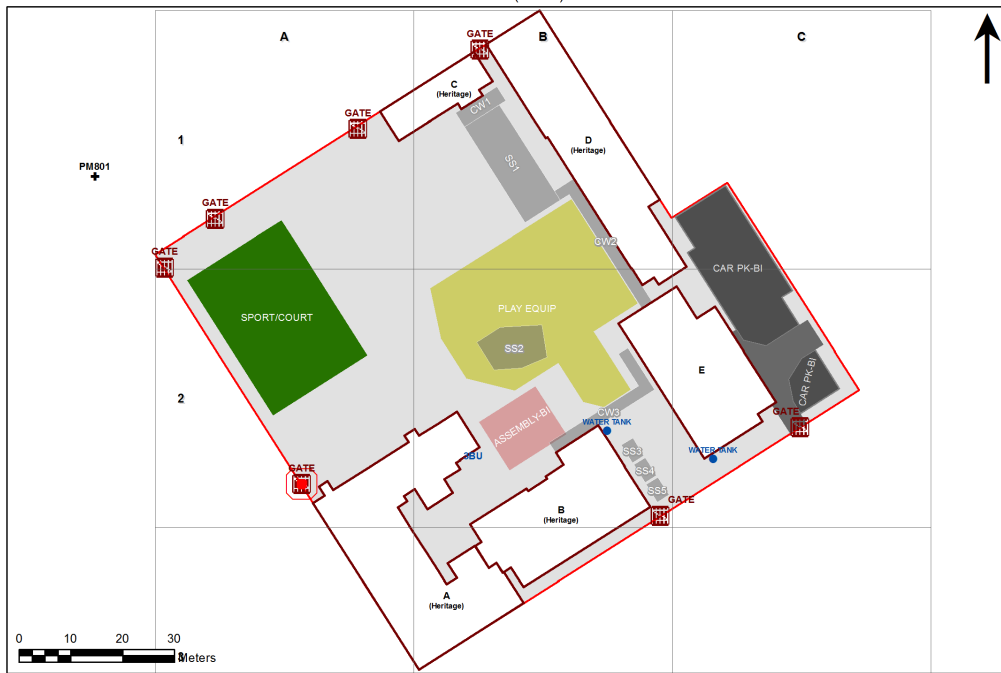 A
B
C
GATE
C
(Heritage)
CW1
GATE
1
D
(Heritage)
SS1
PM801
GATE
CW2
GATE
CAR PK-BI
PLAY EQUIP
SPORT/COURT
SS2
E
CAR PK-BI
2
CW3
GATE
WATER TANK
ASSEMBLY-BI
SS3
WATER TANK
3BU
SS4
GATE
SS5
GATE
B
(Heritage)
A
(Heritage)
0 10 20 30
Meters